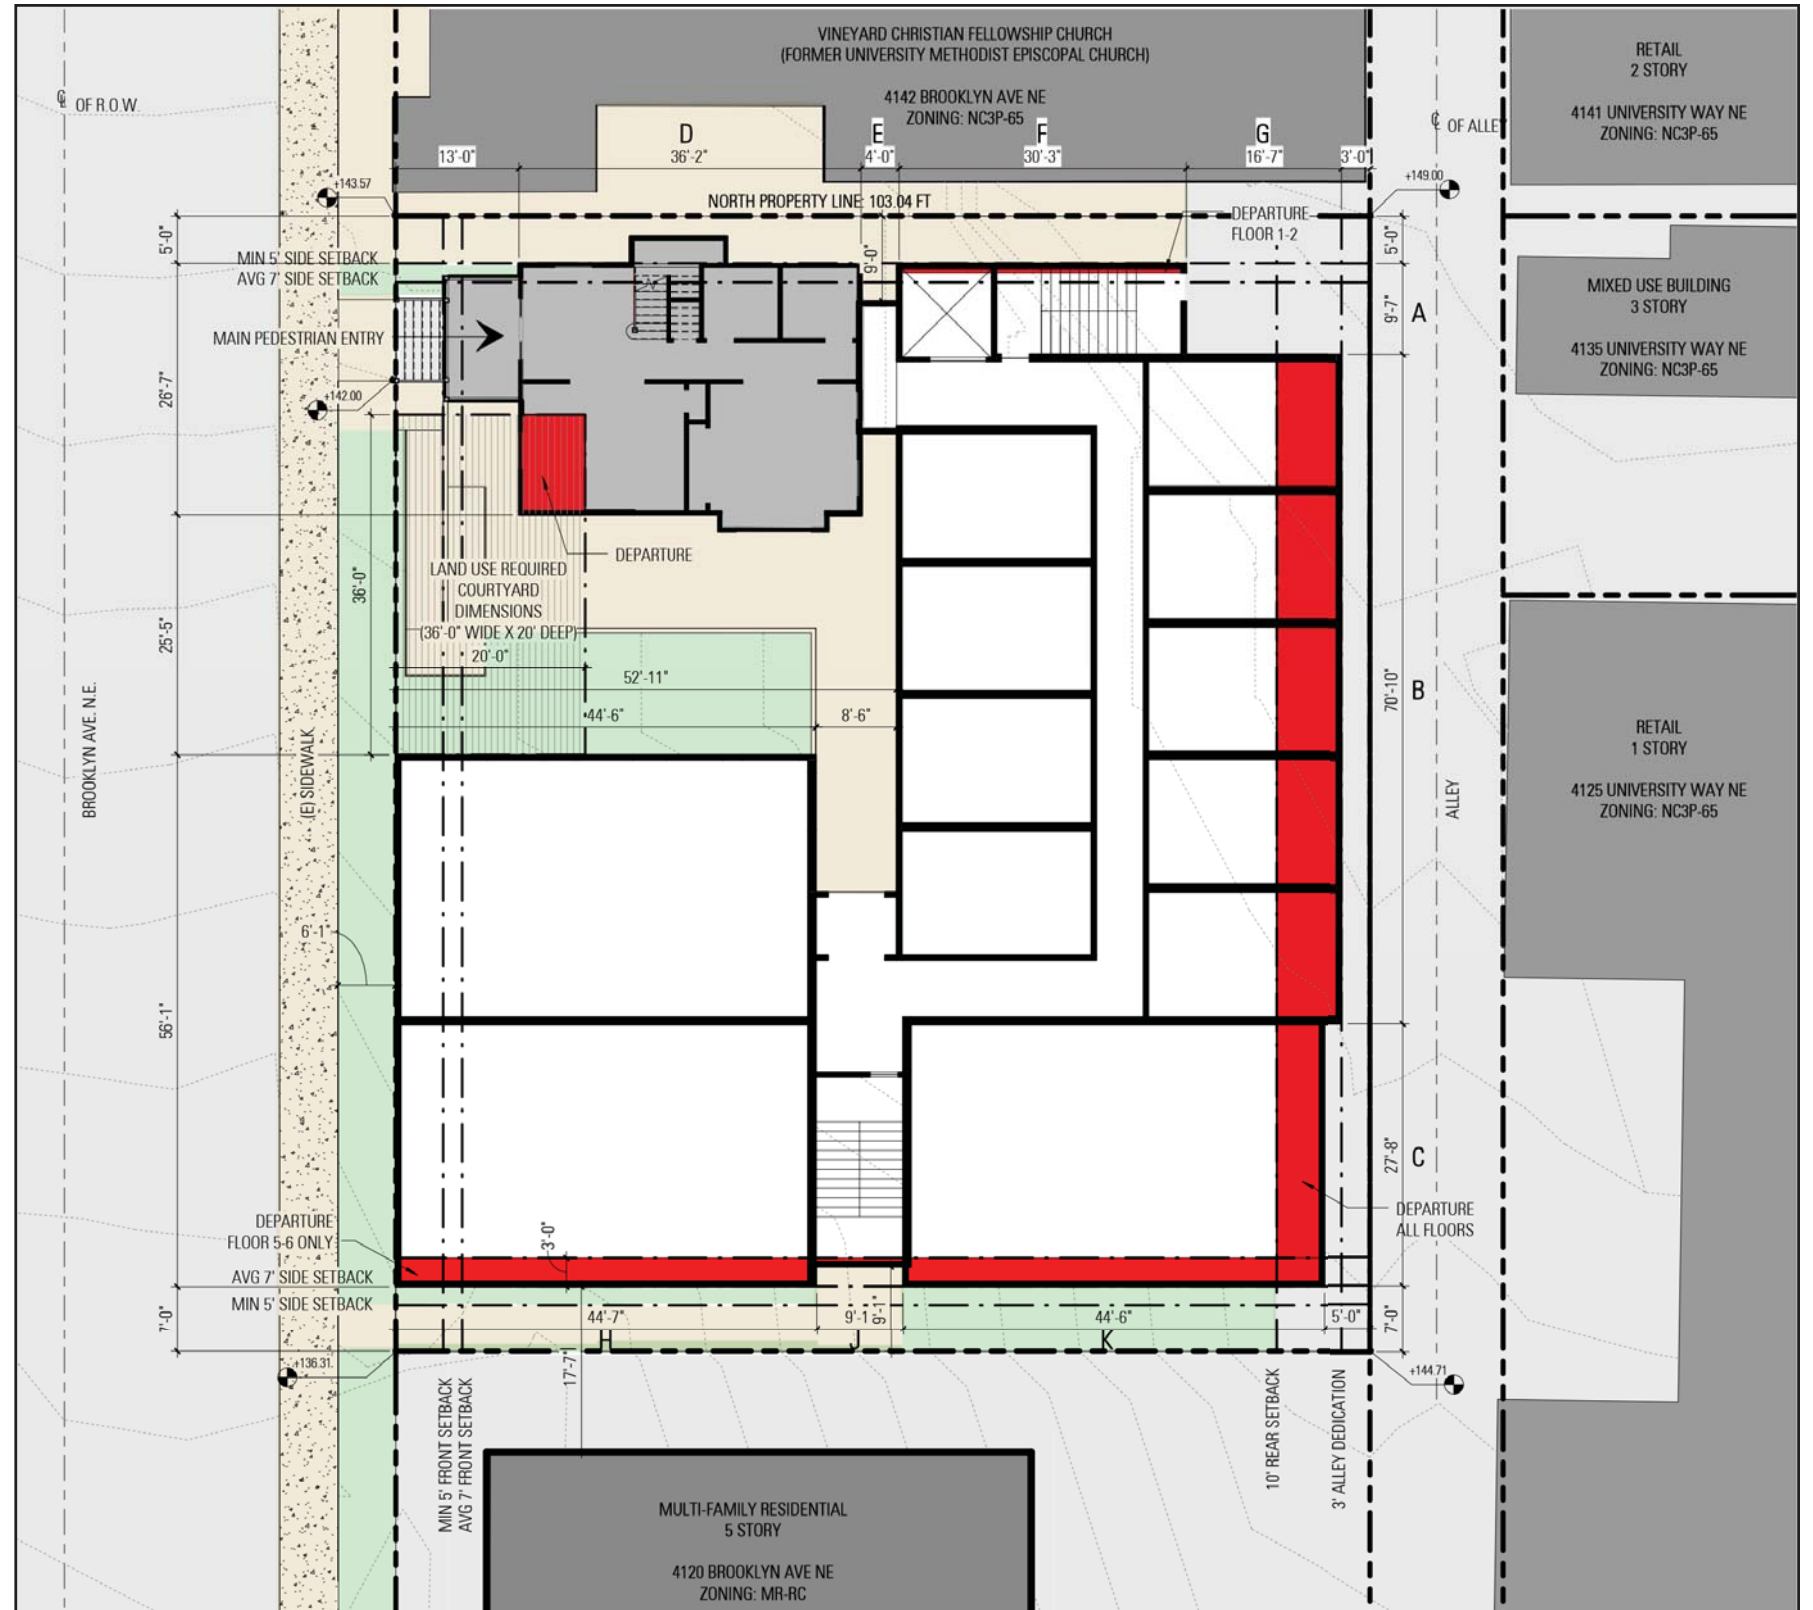 VINEYARD CHRISTIAN FELLOWSHIP CHURCH
(FORMER UNIVERSITY METHODIST EPISCOPAL CHURCH)
4142 BROOKLYN AVE NE
ZONING: NC3P-65
RETAIL
2 STORY
4141 UNIVERSITY WAY NE
ZONING: NC3P-65
℄ OF R.O.W.
℄ OF ALLEY
D
E
F
G
13'-0"
36'-2"
4'-0"
30'-3"
16'-7"
3'-0"
+143.57
+149.00
NORTH PROPERTY LINE: 103.04 FT
DEPARTURE
FLOOR 1-2
5'-0"
5'-0"
MIN 5' SIDE SETBACK
AVG 7' SIDE SETBACK
9'-0"
9'-7"
A
MAIN PEDESTRIAN ENTRY
MIXED USE BUILDING
3 STORY
4135 UNIVERSITY WAY NE
ZONING: NC3P-65
26'-7"
+142.00
DEPARTURE
LAND USE REQUIRED
COURTYARD
DIMENSIONS
(36'-0" WIDE X 20' DEEP)
36'-0"
25'-5"
20'-0"
52'-11"
44'-6"
8'-6"
70'-10"
B
BROOKLYN AVE. N.E.
(E) SIDEWALK
ALLEY
RETAIL
1 STORY
4125 UNIVERSITY WAY NE
ZONING: NC3P-65
6'-1"
56'-1"
27'-8"
C
DEPARTURE
ALL FLOORS
DEPARTURE
FLOOR 5-6 ONLY
3'-0"
AVG 7' SIDE SETBACK
MIN 5' SIDE SETBACK
7'-0"
44'-7"
9'-1
9'-1"
44'-6"
5'-0"
7'-0"
H
J
K
+136.31
+144.71
17'-7"
MIN 5' FRONT SETBACK
AVG 7' FRONT SETBACK
10' REAR SETBACK
3' ALLEY DEDICATION
MULTI-FAMILY RESIDENTIAL
5 STORY
4120 BROOKLYN AVE NE
ZONING: MR-RC